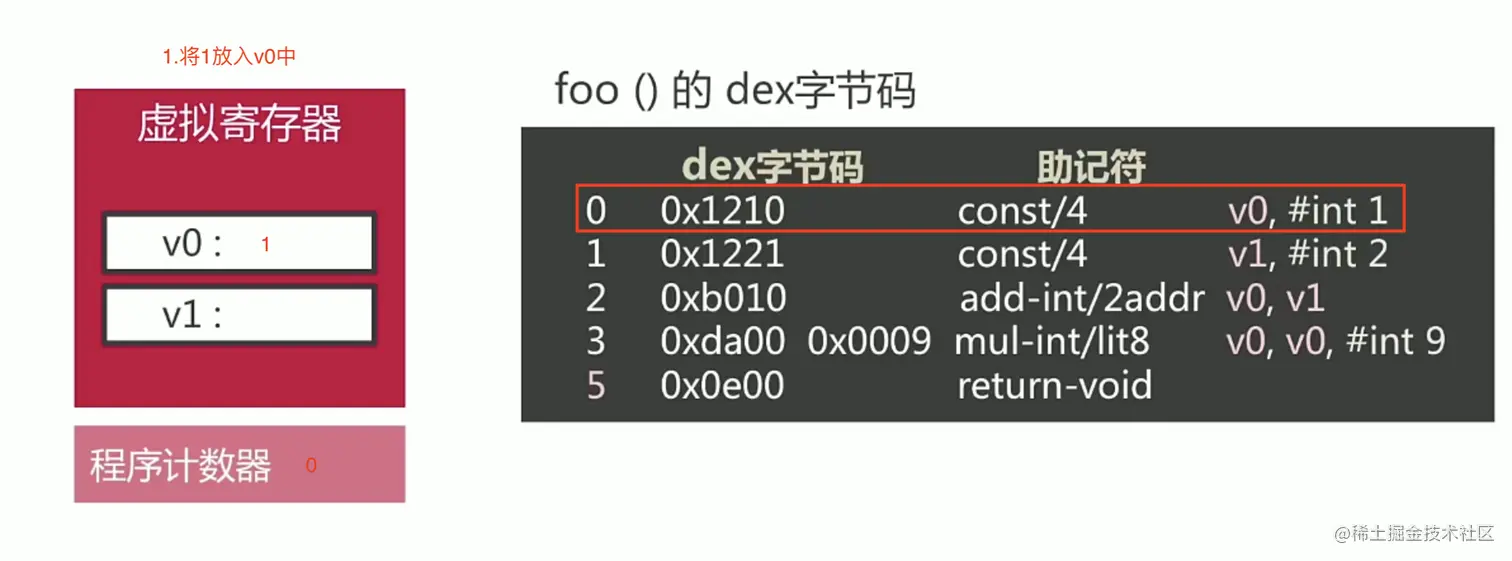 1.将1放入v0中
虚拟寄存器
v0 : 1
v1 :
程序计数器 0
foo () 的 dex字节码
dex字节码 助记符
0 0x1210 const/4 v0, #int 1
1 0x1221 const/4 v1, #int 2
2 0xb010 add-int/2addr v0, v1
3 0xda00 0x0009 mul-int/lit8 v0, v0, #int 9
5 0x0e00 return-void
@稀土掘金技术社区